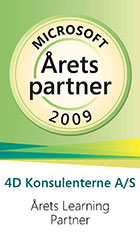 MICROSOFT
Årets
partner
2009
4D Konsulenterne A/S
Årets Learning
Partner